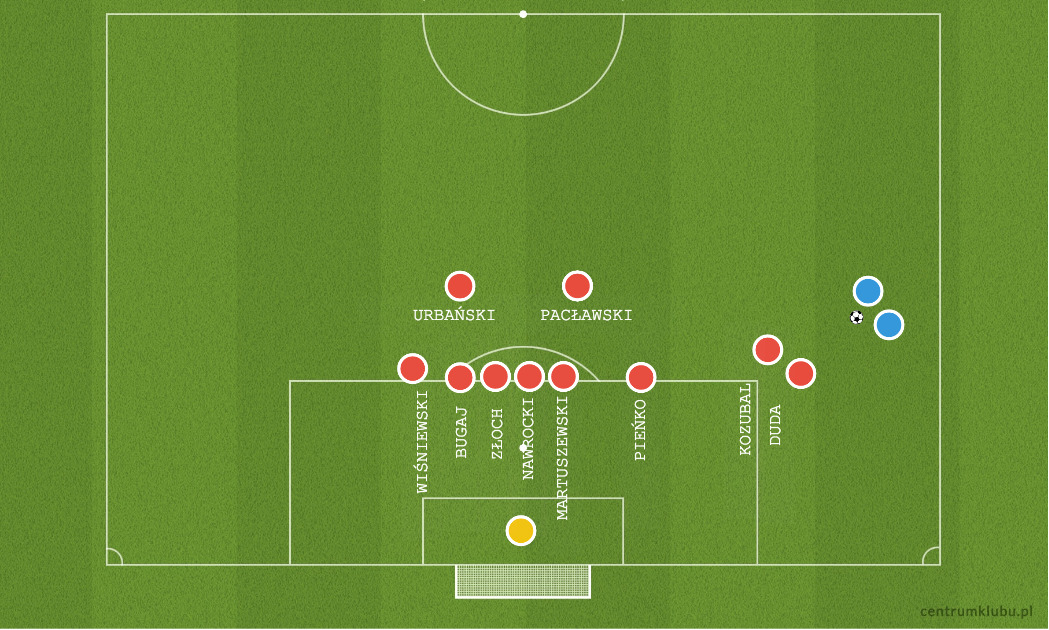 URBAŃSKI
PACŁAWSKI
WIŚNIEWSKI
BUGAJ
ZŁOCH
NAWROCKI
MARTUSZEWSKI
PIEŃKO
KOZUBAL
DUDA
centrumklubu.pl